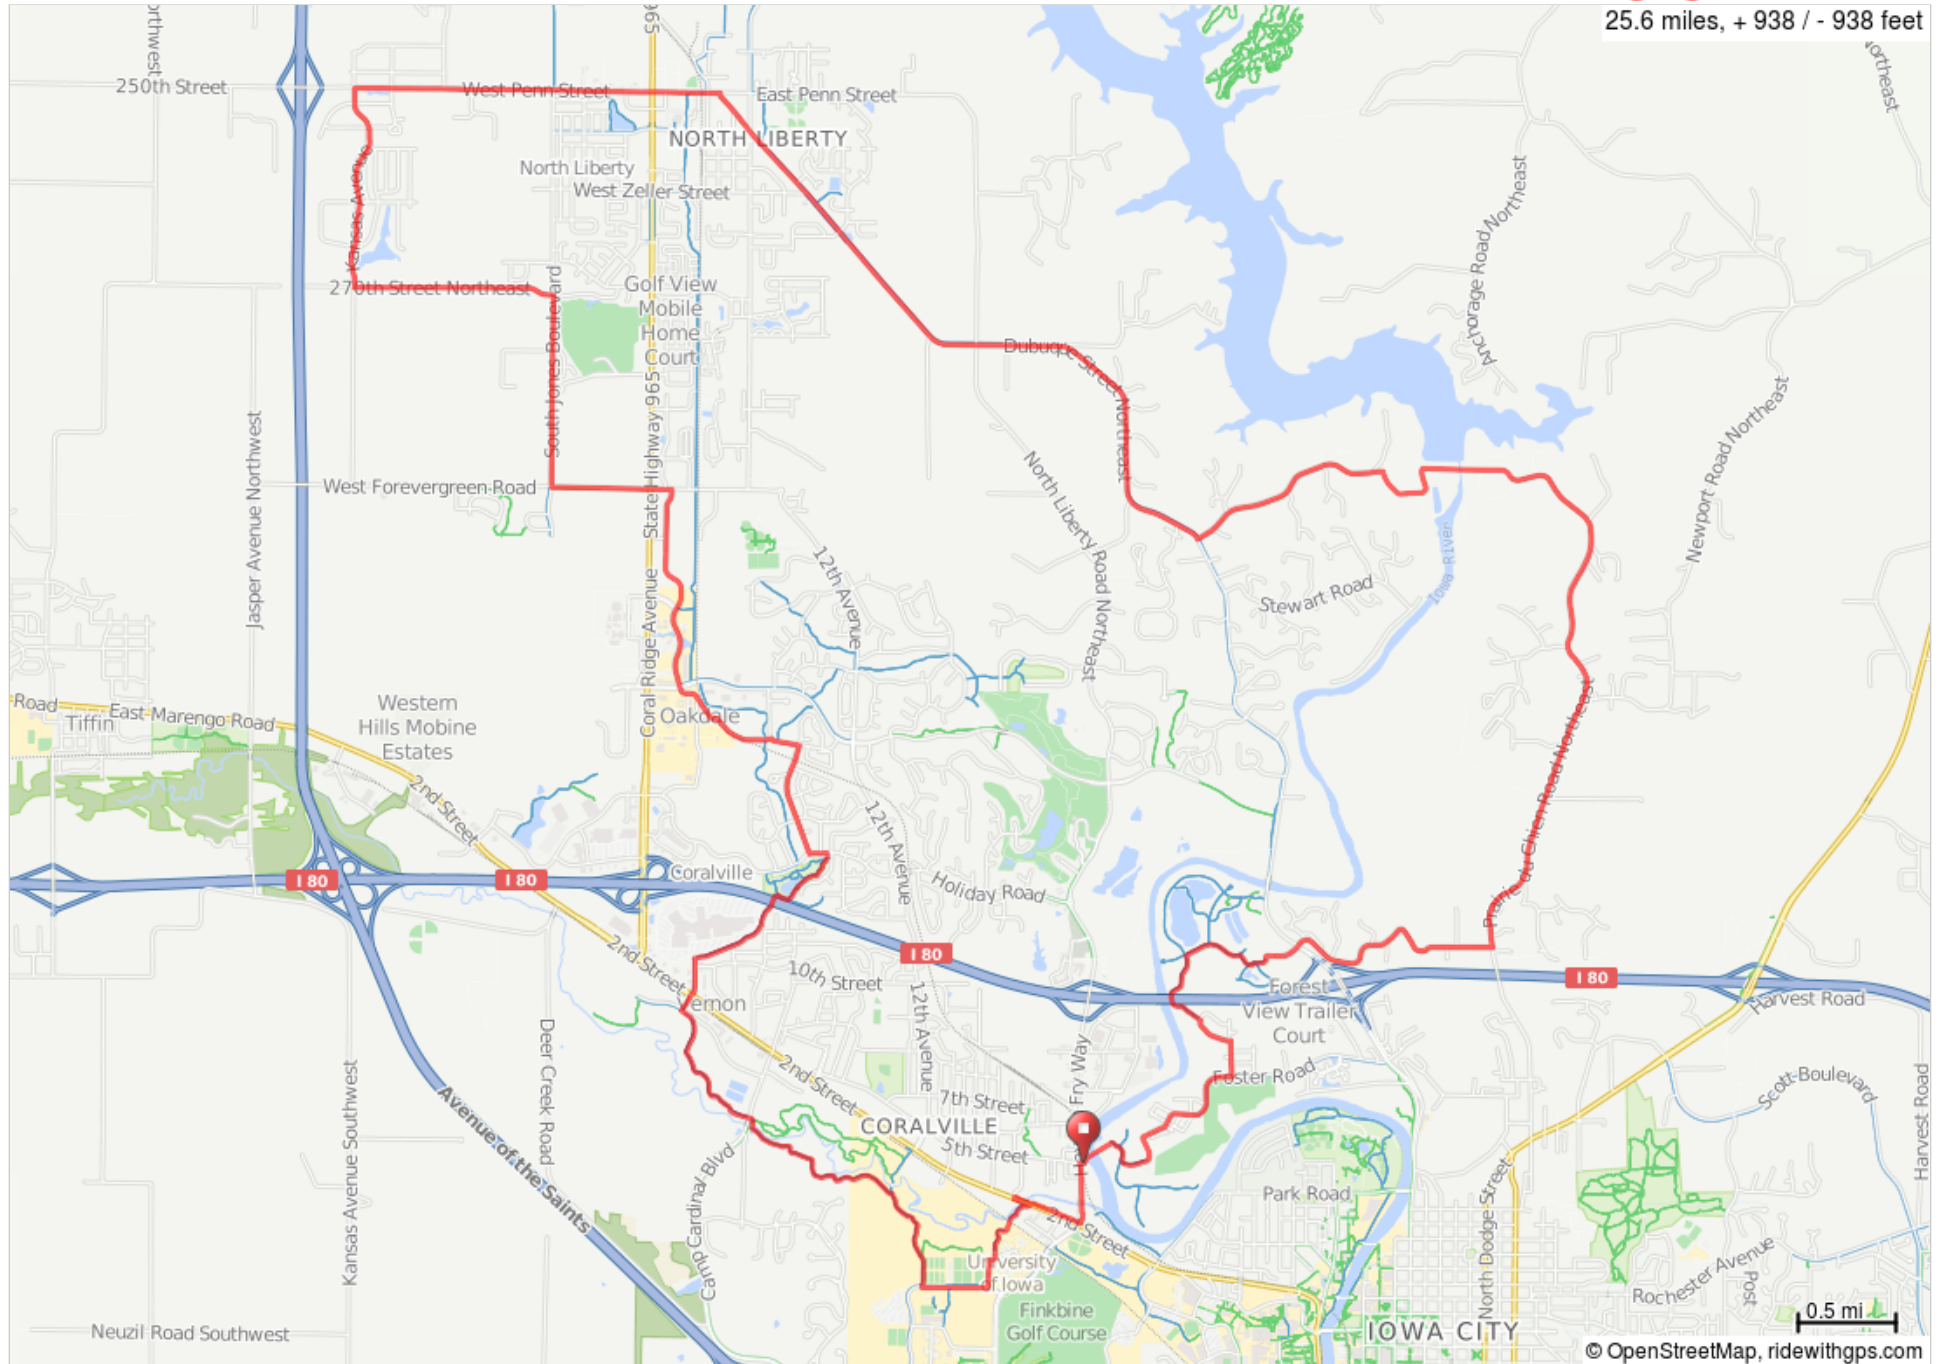 25.6 miles, + 938 / - 938 feet
orthwest
965
ortheast
250th Street
West Penn Street
East Penn Street
NORTH LIBERTY
North Liberty
West Zeller Street
Kansas Avenue
270th Street Northeast
Golf View
Mobile
Home
Court
South Jones Boulevard
State Highway 965
Dubuque Street Northeast
Anchorage Road Northeast
Newport Road Northeast
Jasper Avenue Northwest
West Forevergreen Road
North Liberty Road Northeast
12th Avenue
Iowa River
Stewart Road
Coral Ridge Avenue
Road
Tiffin
East Marengo Road
Western
Hills Mobine
Estates
Oakdale
Prairie du Chien Road Northeast
2nd Street
12th Avenue
I 80
I 80
Coralville
Holiday Road
2nd Street
I 80
10th Street
I 80
ernon
12th Avenue
Forest
View Trailer
Court
Harvest Road
Deer Creek Road
2nd Street
Fry Way
Foster Road
Scott Boulevard
Kansas Avenue Southwest
Avenue of the Saints
7th Street
CORALVILLE
5th Street
Camp Cardinal Blvd
Park Road
North Dodge Street
Harvest Road
2nd Street
University
of Iowa
Rochester Avenue
Post
Finkbine
Golf Course
Neuzil Road Southwest
IOWA CITY
0.5 mi
© OpenStreetMap, ridewithgps.com